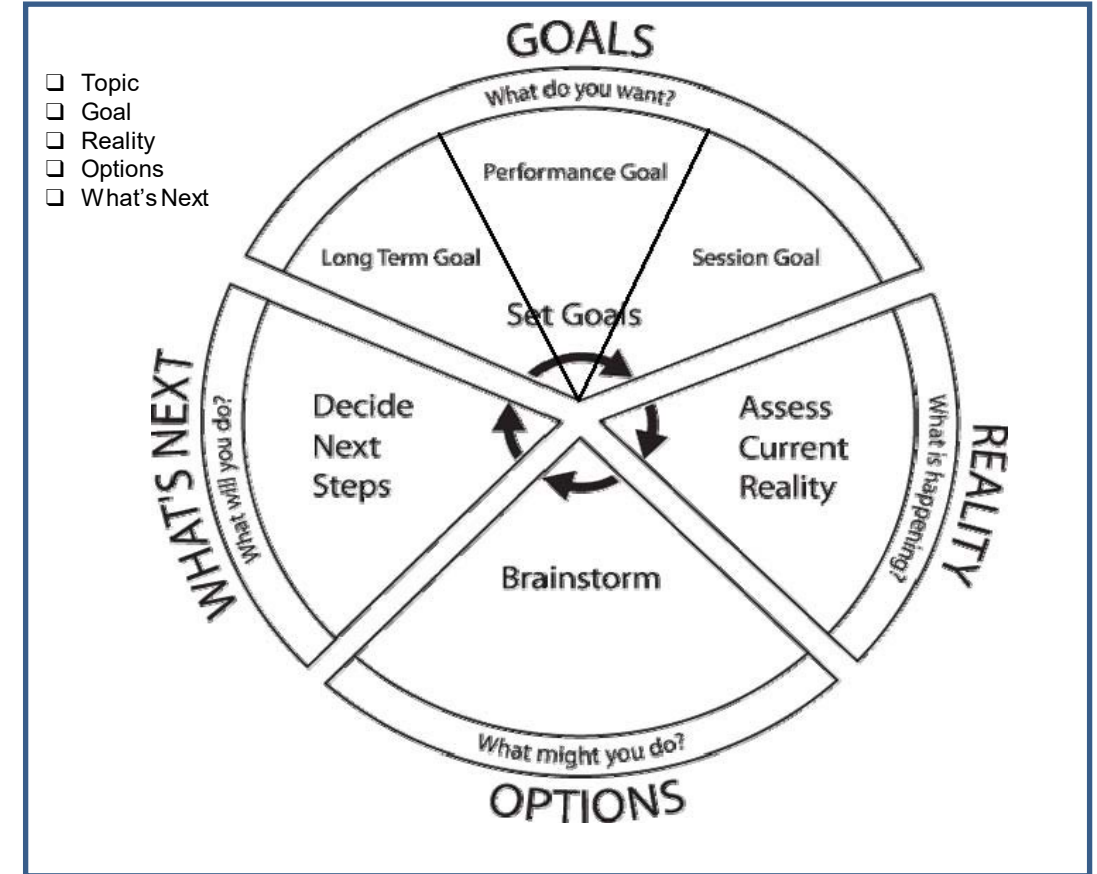 GOALS
What do you want?
❑ Topic
❑ Goal
❑ Reality
❑ Options
❑ What's Next
Performance Goal
Long Term Goal
Session Goal
Set Goals
WHAT'S NEXT
What will you do?
Decide
Next
Steps
Assess
Current
Reality
What is happening?
REALITY
Brainstorm
What might you do?
OPTIONS